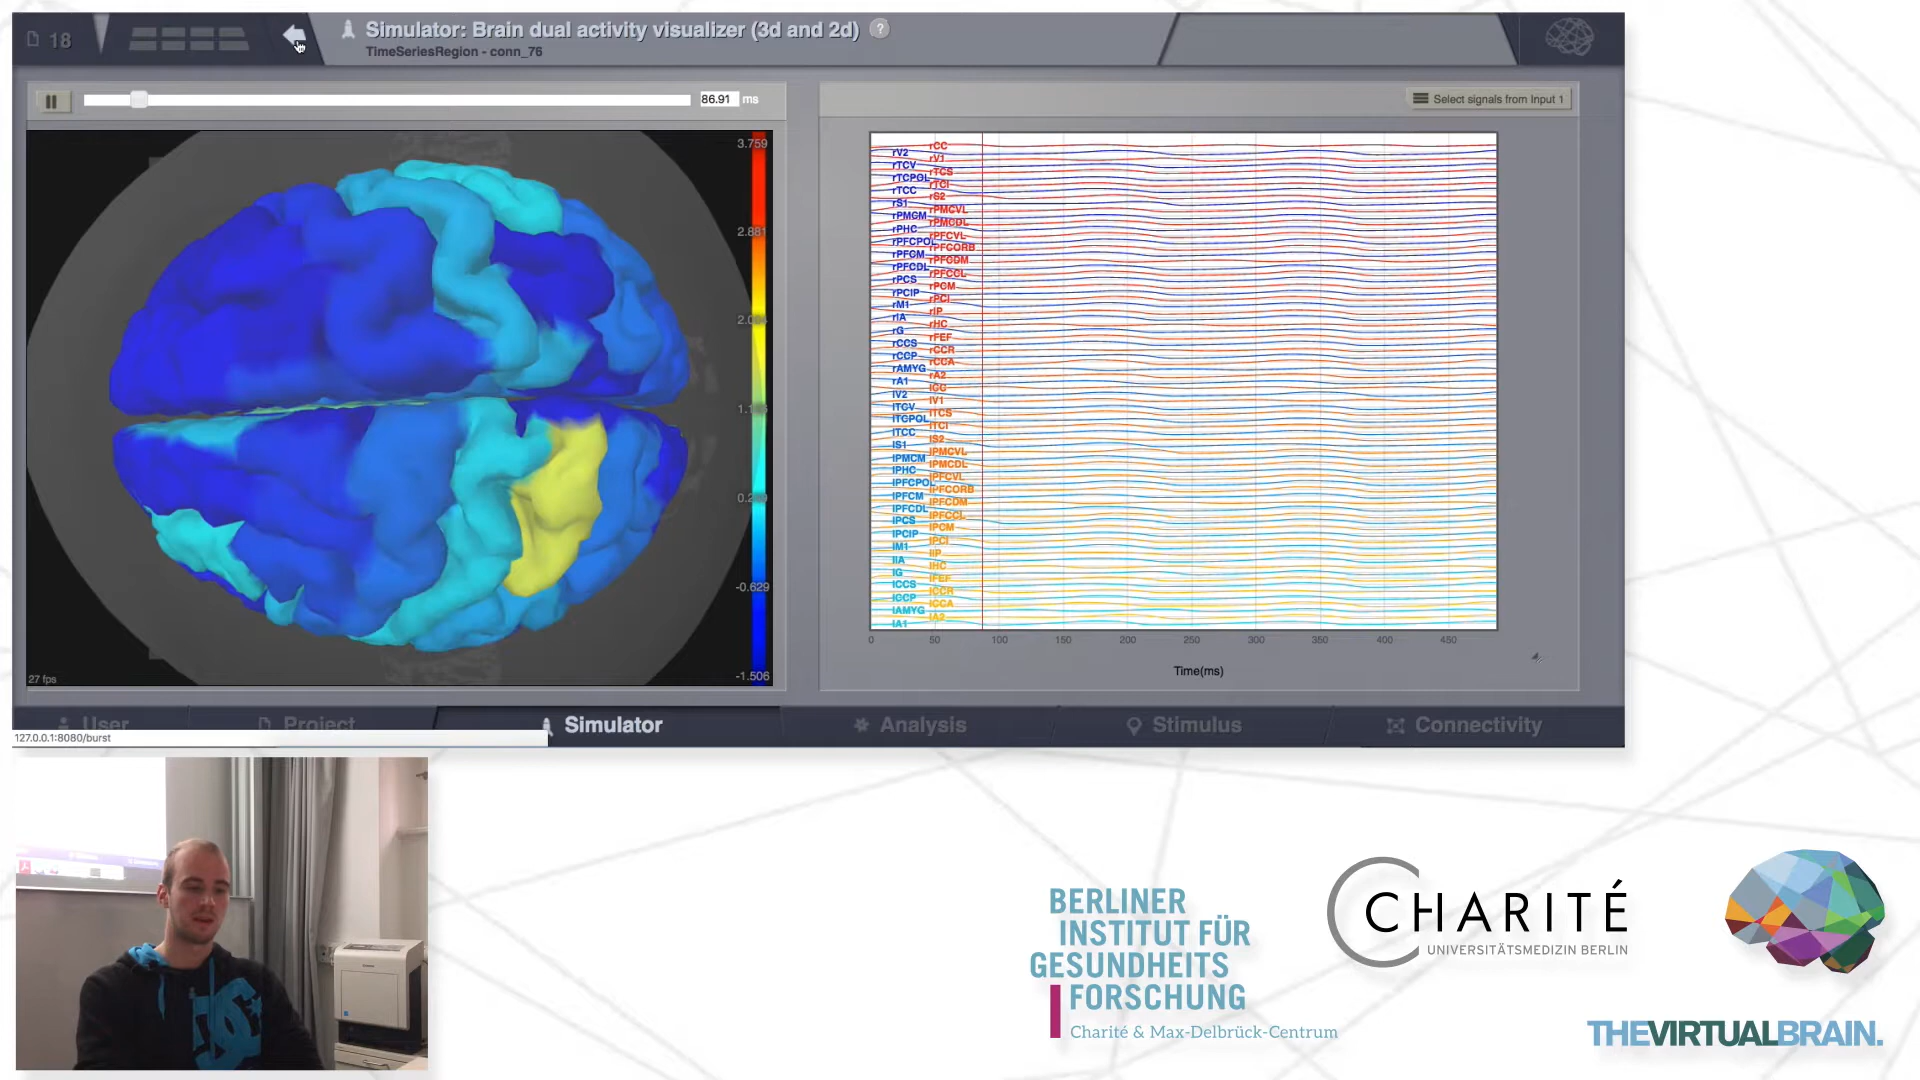 18
Simulator: Brain dual activity visualizer (3d and 2d) ?
TimeSeriesRegion - conn_76
86.91 ms
Select signals from Input 1
3.759
2.881
-0.629
-1.506
27 fps
rCC
rV2
rV1
rTCV
rTCS
rTCPOL
rTCI
rTCC
rS2
rS1
rPMCVL
rPMCM
rPMCDL
rPHC
rPFCVL
rPFCPOL
rPFCORB
rPFCM
rPFCDM
rPFCDL
rPFCCL
rPCS
rPCM
rPCIP
rPCI
rM1
rIP
rIA
rHC
rG
rFEF
rCCS
rCCR
rCCP
rCCA
rAMYG
rA2
rA1
lCC
lV2
lV1
lTCV
lTCS
lTCPOL
lTCI
lTCC
lS2
lS1
lPMCVL
lPMCM
lPMCDL
lPHC
lPFCVL
lPFCPOL
lPFCORB
lPFCM
lPFCDM
lPFCDL
lPFCCL
lPCS
lPCM
lPCIP
lPCI
lM1
lIP
lIA
lHC
lG
lFEF
lCCS
lCCR
lCCP
lCCA
lAMYG
lA2
lA1
0 50 100 150 200 250 300 350 400 450
Time(ms)
User Project Simulator Analysis Stimulus Connectivity
127.0.0.1:8080/burst
BERLINER
INSTITUT FÜR
GESUNDHEITS
FORSCHUNG
Charité & Max-Delbrück-Centrum
CHARITÉ
UNIVERSITÄTSMEDIZIN BERLIN
THEVIRTUALBRAIN.